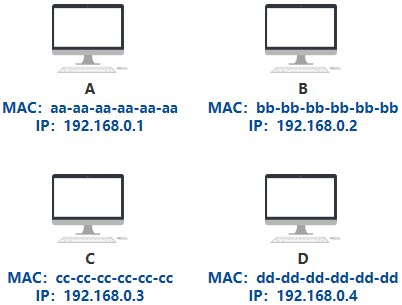 A
MAC：aa-aa-aa-aa-aa-aa
IP：192.168.0.1
B
MAC：bb-bb-bb-bb-bb-bb
IP：192.168.0.2
C
MAC：cc-cc-cc-cc-cc-cc
IP：192.168.0.3
D
MAC：dd-dd-dd-dd-dd-dd
IP：192.168.0.4